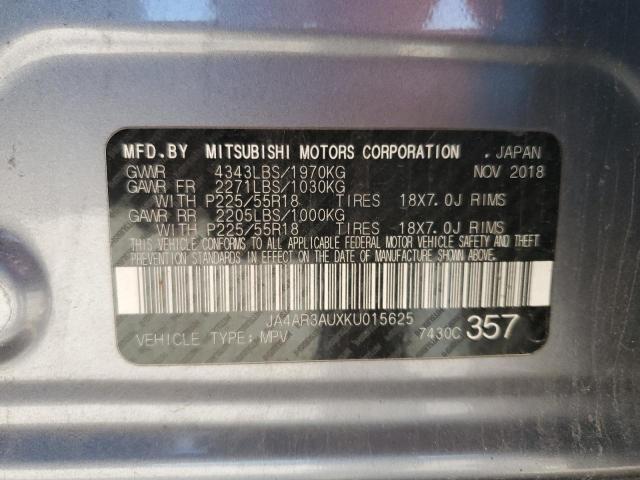 MFD.BY MITSUBISHI MOTORS CORPORATION . JAPAN
GVWR 4343LBS/1970KG NOV 2018
GAWR FR 2271LBS/1030KG
WITH P225/55R18 TIRES 18X7.0J RIMS
GAWR RR 2205LBS/1000KG
WITH P225/55R18 TIRES 18X7.0J RIMS
THIS VEHICLE CONFORMS TO ALL APPLICABLE FEDERAL MOTOR VEHICLE SAFETY AND THEFT
PREVENTION STANDARDS IN EFFECT ON THE DATE OF MANUFACTURE SHOWN ABOVE.
JA4AR3AUXKU015625
VEHICLE TYPE: MPV 7430C 357